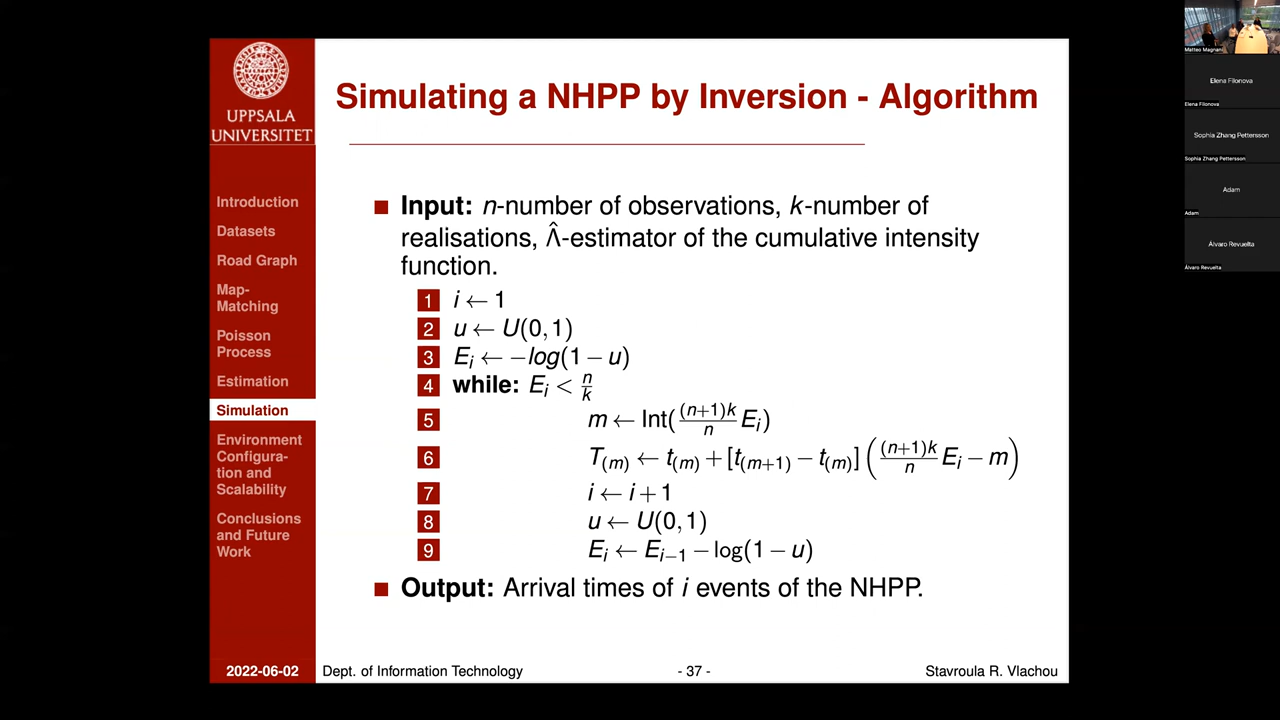 UPPSALA
UNIVERSITET
Introduction
Datasets
Road Graph
Map-
Matching
Poisson
Process
Estimation
Simulation
Environment
Configura-
tion and
Scalability
Conclusions
and Future
Work
2022-06-02
Simulating a NHPP by Inversion - Algorithm
Input: n-number of observations, k-number of
realisations, Λ̂-estimator of the cumulative intensity
function.
1 i ← 1
2 u ← U(0,1)
3 E_i ← −log(1 − u)
4 while: E_i < n/k
5 m ← Int((n+1)k/n E_i)
6 T_(m) ← t_(m) + [t_(m+1) − t_(m)] ((n+1)k/n E_i − m)
7 i ← i + 1
8 u ← U(0,1)
9 E_i ← E_{i−1} − log(1 − u)
Output: Arrival times of i events of the NHPP.
Dept. of Information Technology
- 37 -
Stavroula R. Vlachou
Matteo Magnani
Elena Filonova
Elena Filonova
Sophia Zhang Pettersson
Sophia Zhang Pettersson
Adam
Adam
Álvaro Revuelta
Álvaro Revuelta